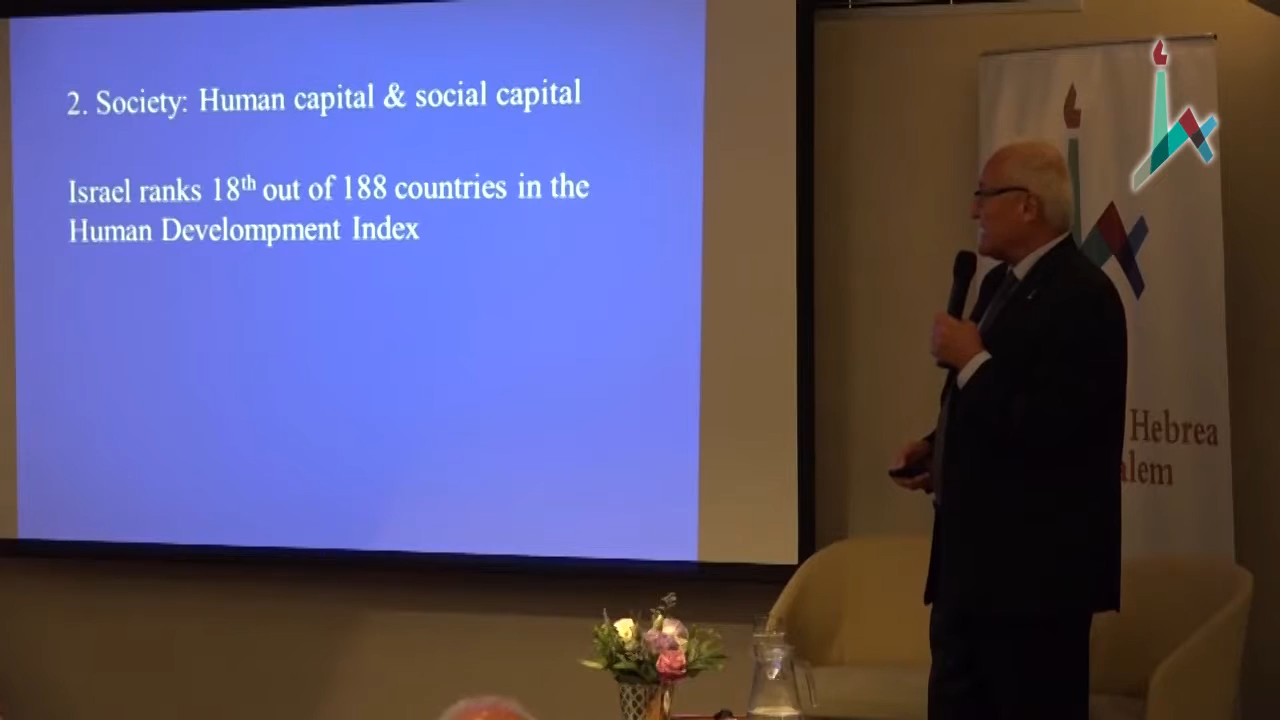 2. Society: Human capital & social capital
Israel ranks 18th out of 188 countries in the
Human Develompment Index
Hebrea
alem